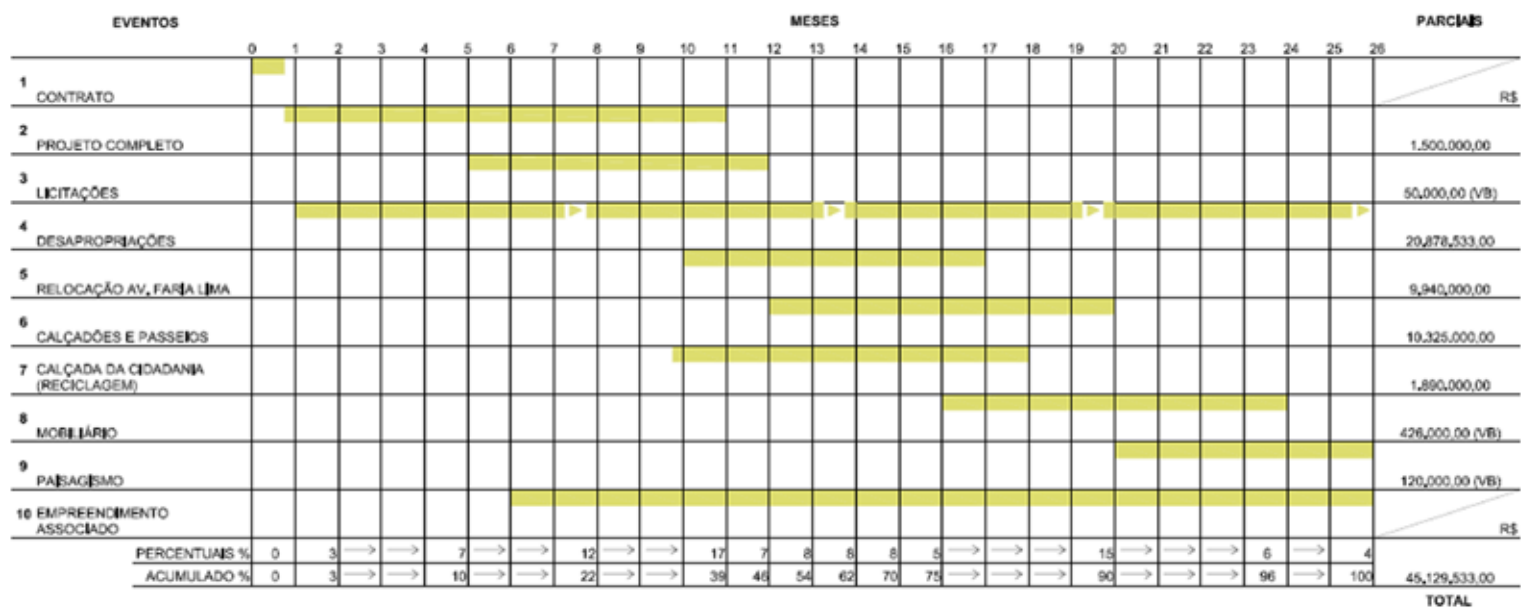 EVENTOS MESES PARCIAIS
0 1 2 3 4 5 6 7 8 9 10 11 12 13 14 15 16 17 18 19 20 21 22 23 24 25 26
1 CONTRATO R$
2 PROJETO COMPLETO 1.500.000,00
3 LICITAÇÕES 50.000,00 (VB)
4 DESAPROPRIAÇÕES 20.878.533,00
5 RELOCAÇÃO AV. FARIA LIMA 9.940.000,00
6 CALÇADÕES E PASSEIOS 10.325.000,00
7 CALÇADA DA CIDADANIA
(RECICLAGEM) 1.890.000,00
8 MOBILIÁRIO 426.000,00 (VB)
9 PAISAGISMO 120.000,00 (VB)
10 EMPREENDIMENTO
ASSOCIADO R$
PERCENTUAIS % 0 3 → → 7 → → 12 → → 17 7 8 8 8 5 → → → 15 → → → 6 → 4
ACUMULADO % 0 3 → → 10 → → 22 → → 39 46 54 62 70 75 → → → 90 → → → 96 → 100 45.129.533,00
TOTAL